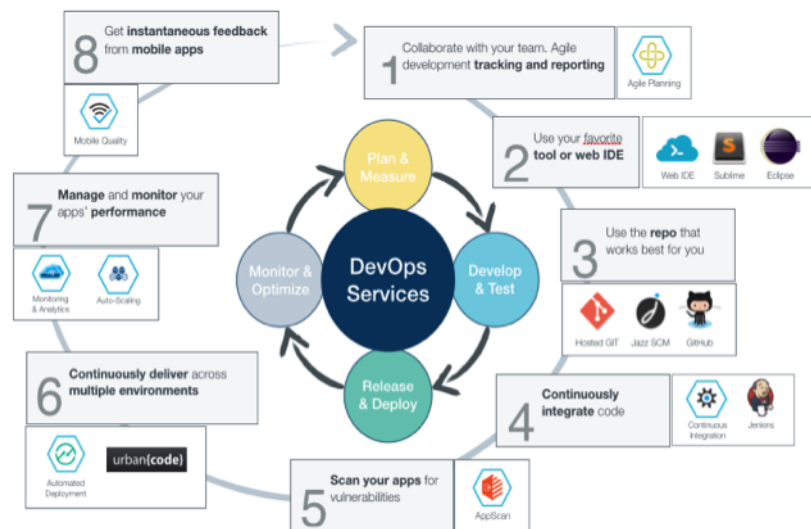 8
Get instantaneous feedback
from mobile apps
Mobile Quality
1
Collaborate with your team. Agile
development tracking and reporting
Agile Planning
2
Use your favorite
tool or web IDE
Web IDE
Sublime
Eclipse
3
Use the repo that
works best for you
Hosted GIT
Jazz SCM
GitHub
4
Continuously
integrate code
Continuous
Integration
Jenkins
5
Scan your apps for
vulnerabilities
AppScan
6
Continuously deliver across
multiple environments
Automated
Deployment
urban{code}
7
Manage and monitor your
apps' performance
Monitoring
& Analytics
Auto-Scaling
Plan &
Measure
Develop
& Test
Release
& Deploy
Monitor &
Optimize
DevOps
Services